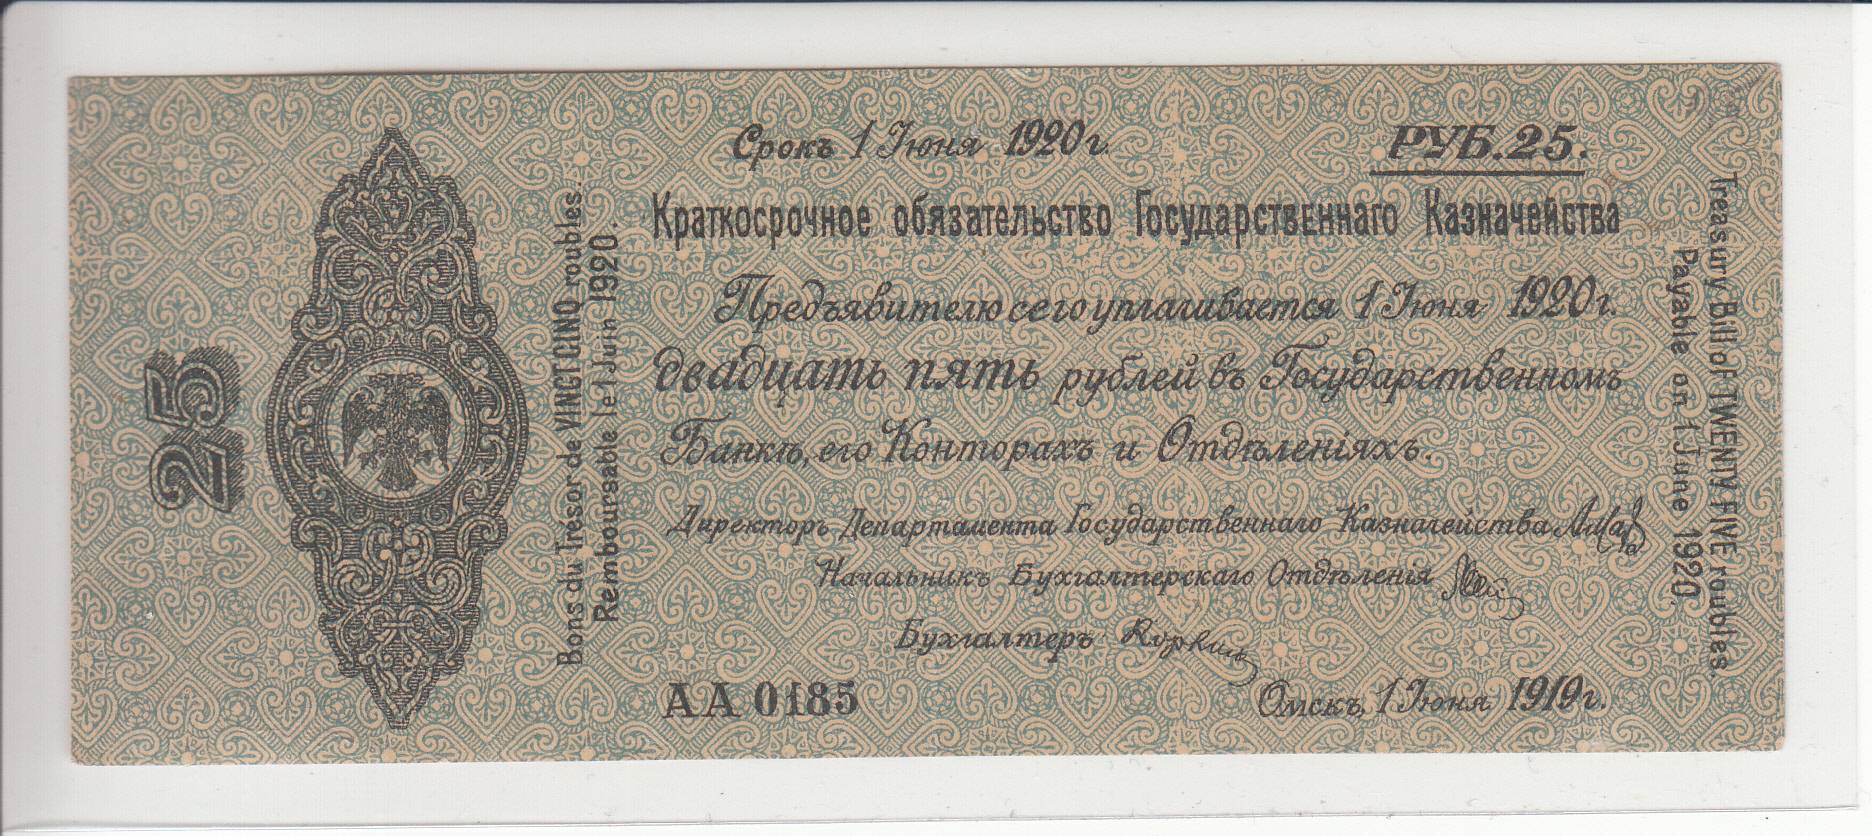 25
Bons du Trésor de VINGT CINQ roubles.
Remboursable le 1 Juin 1920.
Срокъ 1 Іюня 1920 г.
РУБ. 25.
Краткосрочное обязательство Государственнаго Казначейства
Предъявителю сего уплачивается 1 Іюня 1920 г.
двадцать пять рублей въ Государственномъ
Банкѣ, его Конторахъ и Отдѣленіяхъ.
Директоръ Департамента Государственнаго Казначейства
Начальникъ Бухгалтерскаго Отдѣленія
Бухгалтеръ
АА 0185
Омскъ, 1 Іюня 1919 г.
Treasury Bill of TWENTY FIVE roubles.
Payable on 1 June 1920.